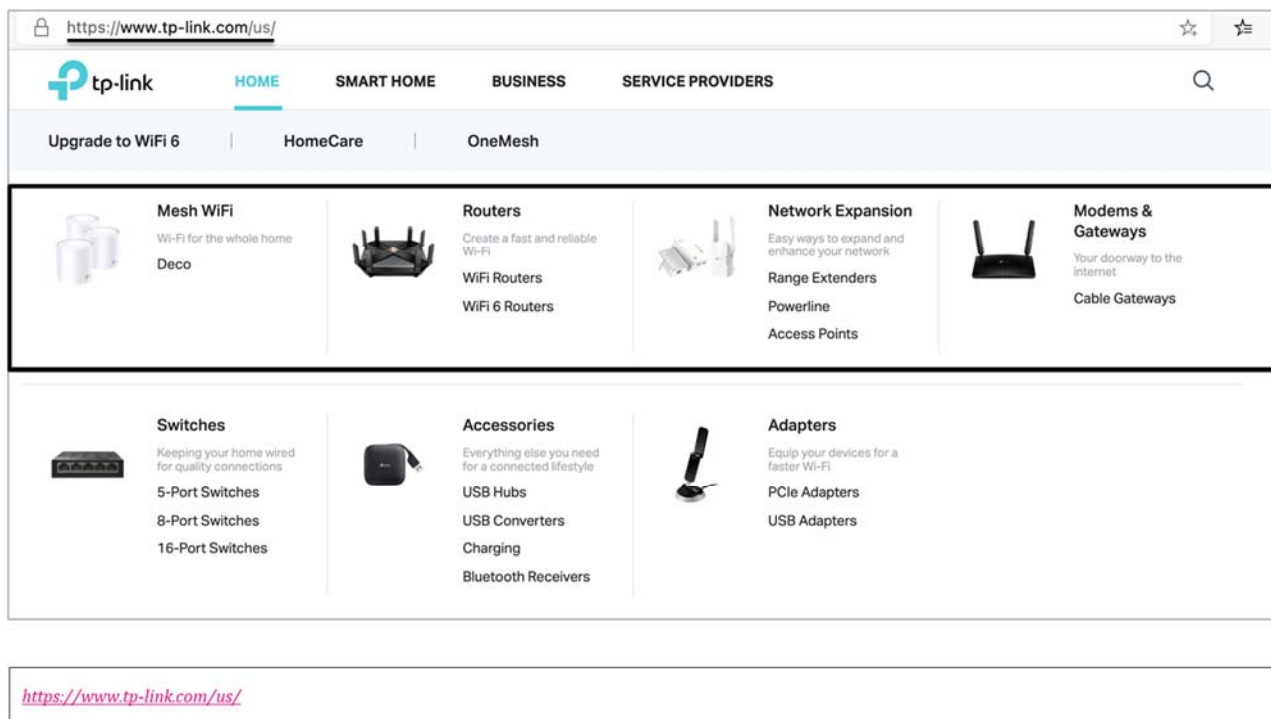 https://www.tp-link.com/us/
tp-link
HOME
SMART HOME
BUSINESS
SERVICE PROVIDERS
Upgrade to WiFi 6
HomeCare
OneMesh
Mesh WiFi
Wi-Fi for the whole home
Deco
Routers
Create a fast and reliable
Wi-Fi
WiFi Routers
WiFi 6 Routers
Network Expansion
Easy ways to expand and
enhance your network
Range Extenders
Powerline
Access Points
Modems &
Gateways
Your doorway to the
internet
Cable Gateways
Switches
Keeping your home wired
for quality connections
5-Port Switches
8-Port Switches
16-Port Switches
Accessories
Everything else you need
for a connected lifestyle
USB Hubs
USB Converters
Charging
Bluetooth Receivers
Adapters
Equip your devices for a
faster Wi-Fi
PCIe Adapters
USB Adapters
https://www.tp-link.com/us/